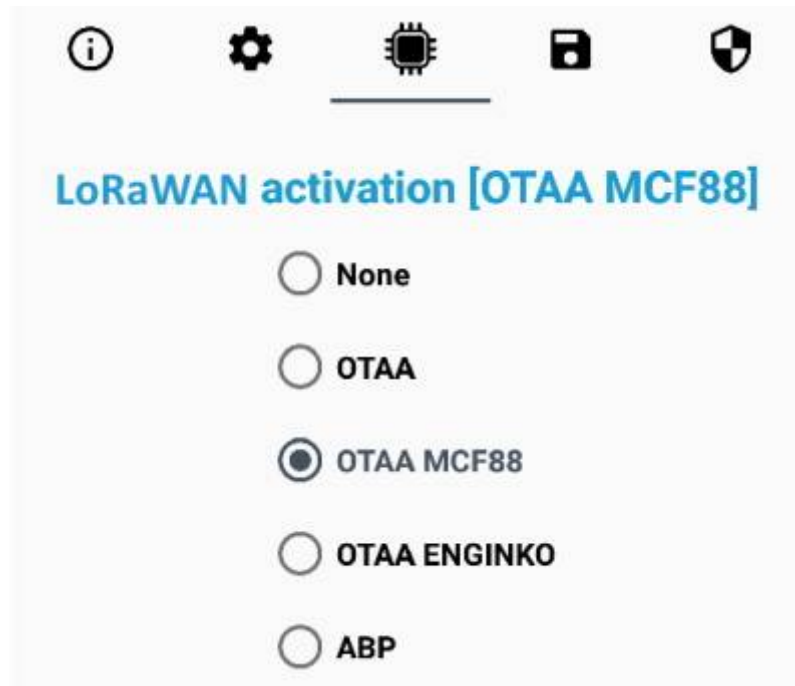 LoRaWAN activation [OTAA MCF88]
None
OTAA
OTAA MCF88
OTAA ENGINKO
ABP